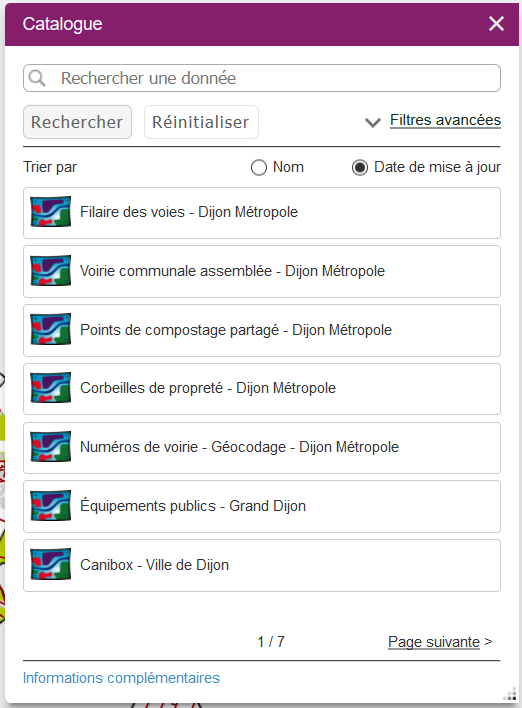 Catalogue
Rechercher une donnée
Rechercher Réinitialiser Filtres avancées
Trier par Nom Date de mise à jour
Filaire des voies - Dijon Métropole
Voirie communale assemblée - Dijon Métropole
Points de compostage partagé - Dijon Métropole
Corbeilles de propreté - Dijon Métropole
Numéros de voirie - Géocodage - Dijon Métropole
Équipements publics - Grand Dijon
Canibox - Ville de Dijon
1 / 7 Page suivante >
Informations complémentaires